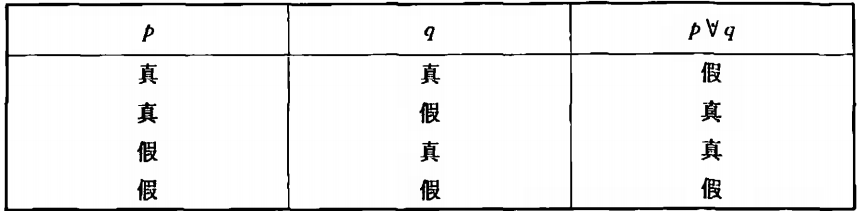 p q p∀q
真 真 假
真 假 真
假 真 真
假 假 假